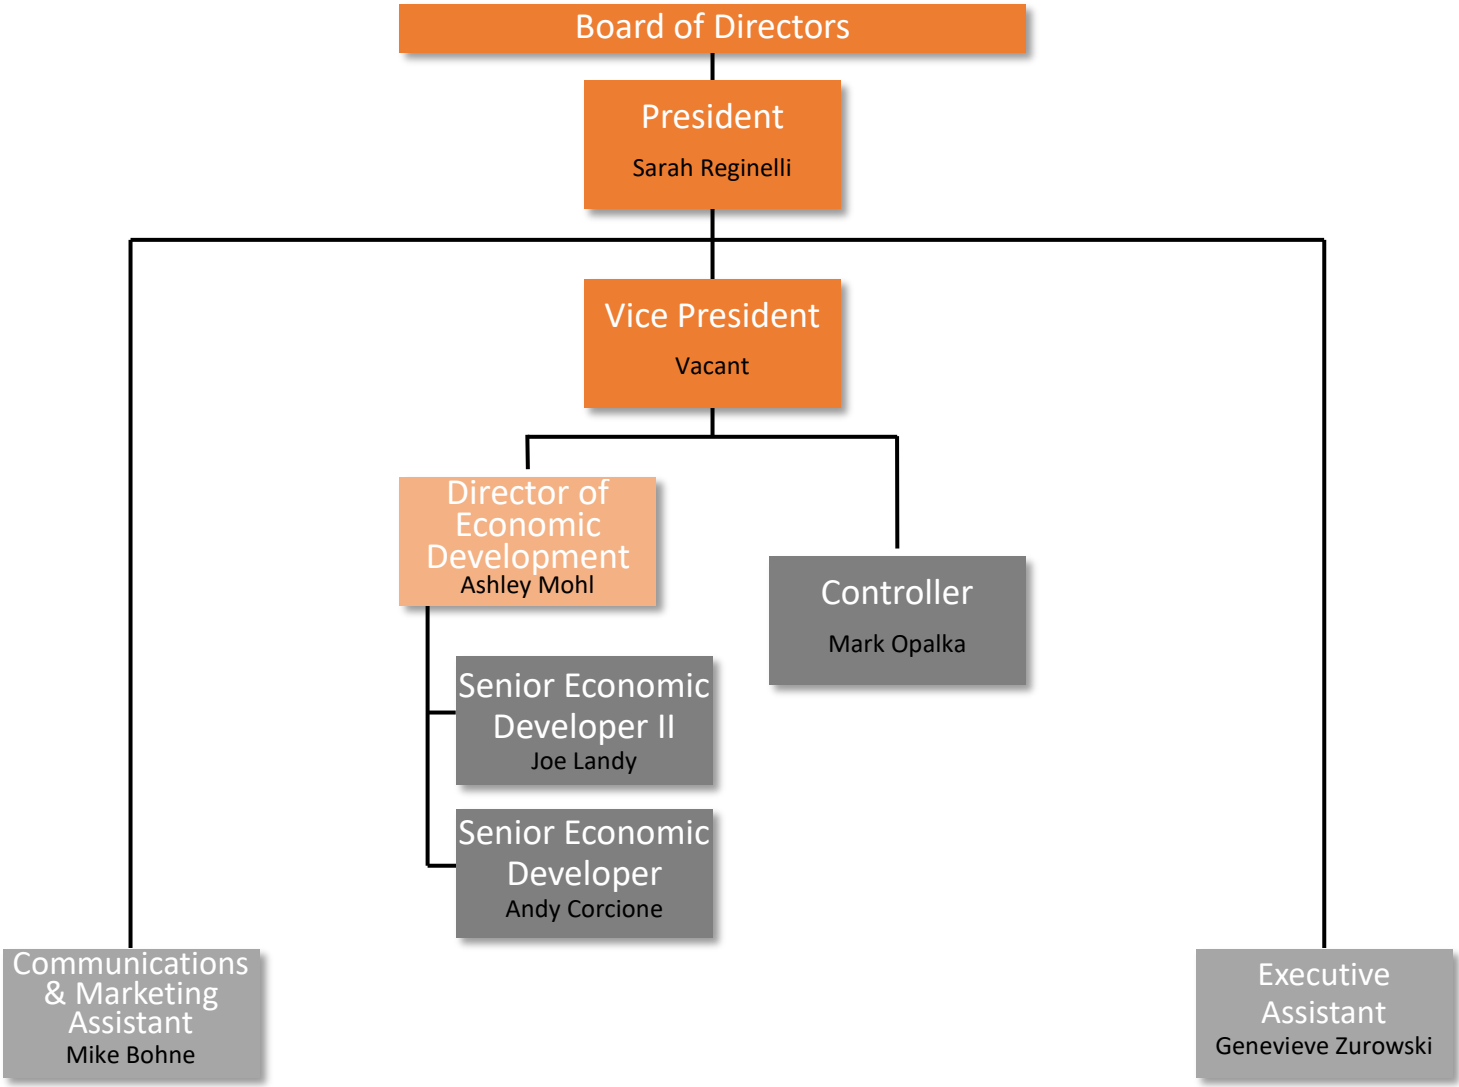 Board of Directors
President
Sarah Reginelli
Vice President
Vacant
Director of
Economic
Development
Ashley Mohl
Controller
Mark Opalka
Senior Economic
Developer II
Joe Landy
Senior Economic
Developer
Andy Corcione
Communications
& Marketing
Assistant
Mike Bohne
Executive
Assistant
Genevieve Zurowski